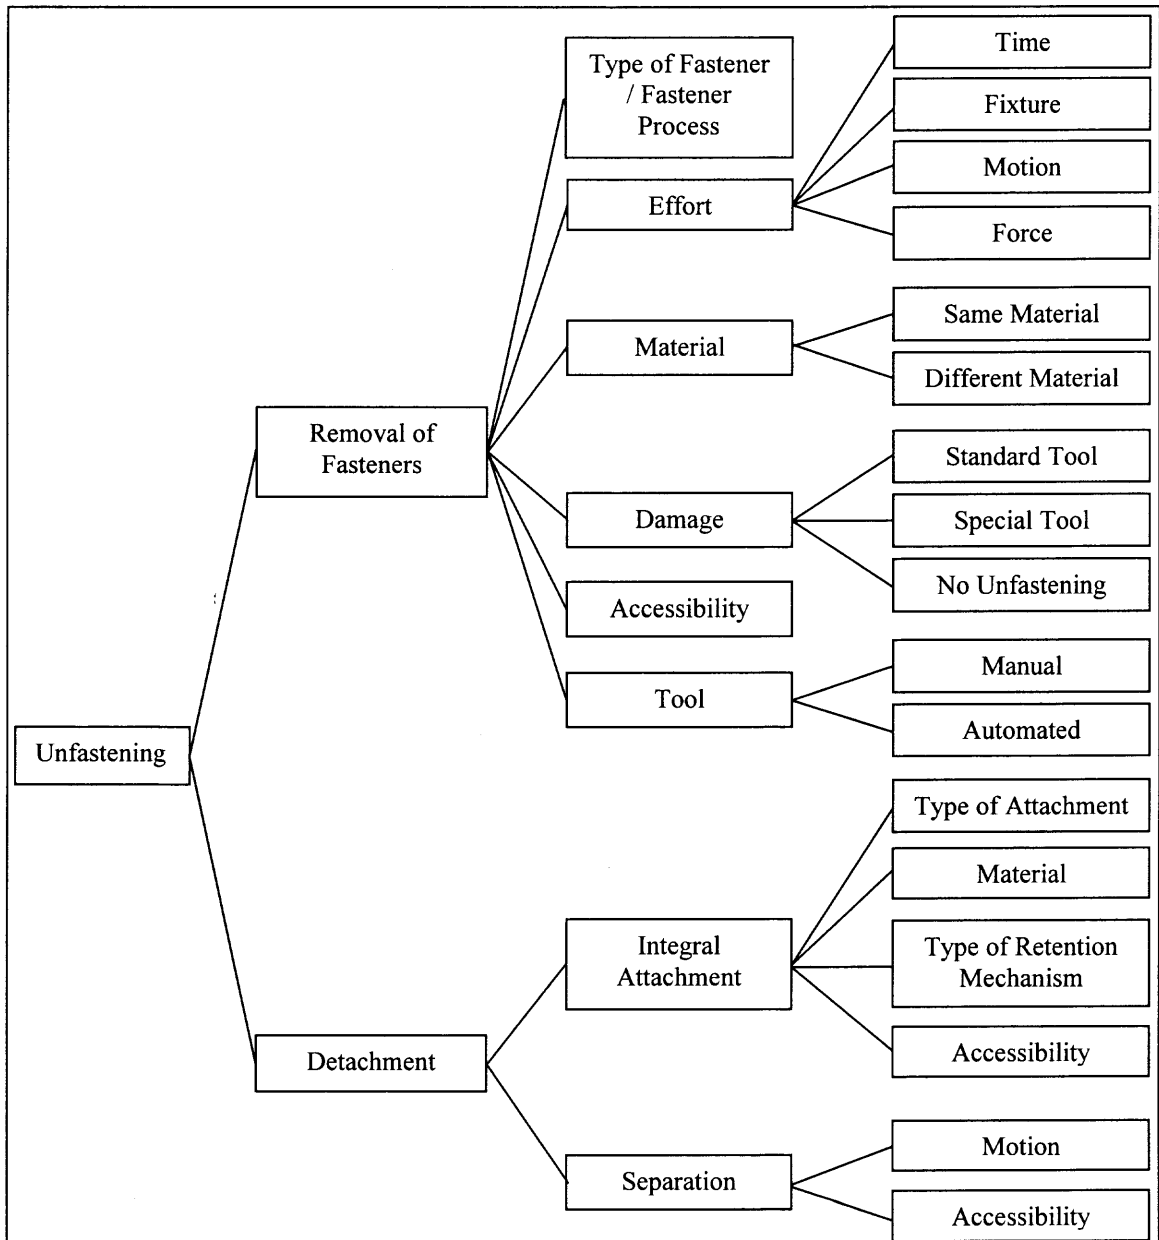 Type of Fastener
/ Fastener
Process
Effort
Material
Damage
Accessibility
Tool
Time
Fixture
Motion
Force
Same Material
Different Material
Standard Tool
Special Tool
No Unfastening
Manual
Automated
Removal of
Fasteners
Unfastening
Detachment
Integral
Attachment
Separation
Type of Attachment
Material
Type of Retention
Mechanism
Accessibility
Motion
Accessibility